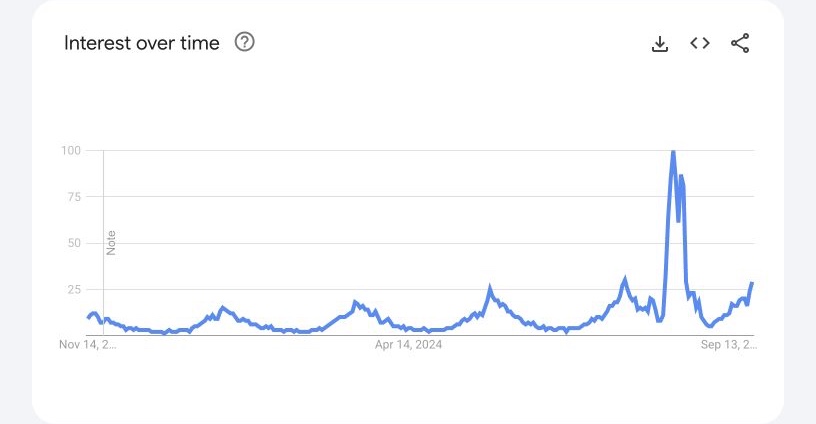 Interest over time
100
75
50
25
Note
Nov 14, 2…
Apr 14, 2024
Sep 13, 2…